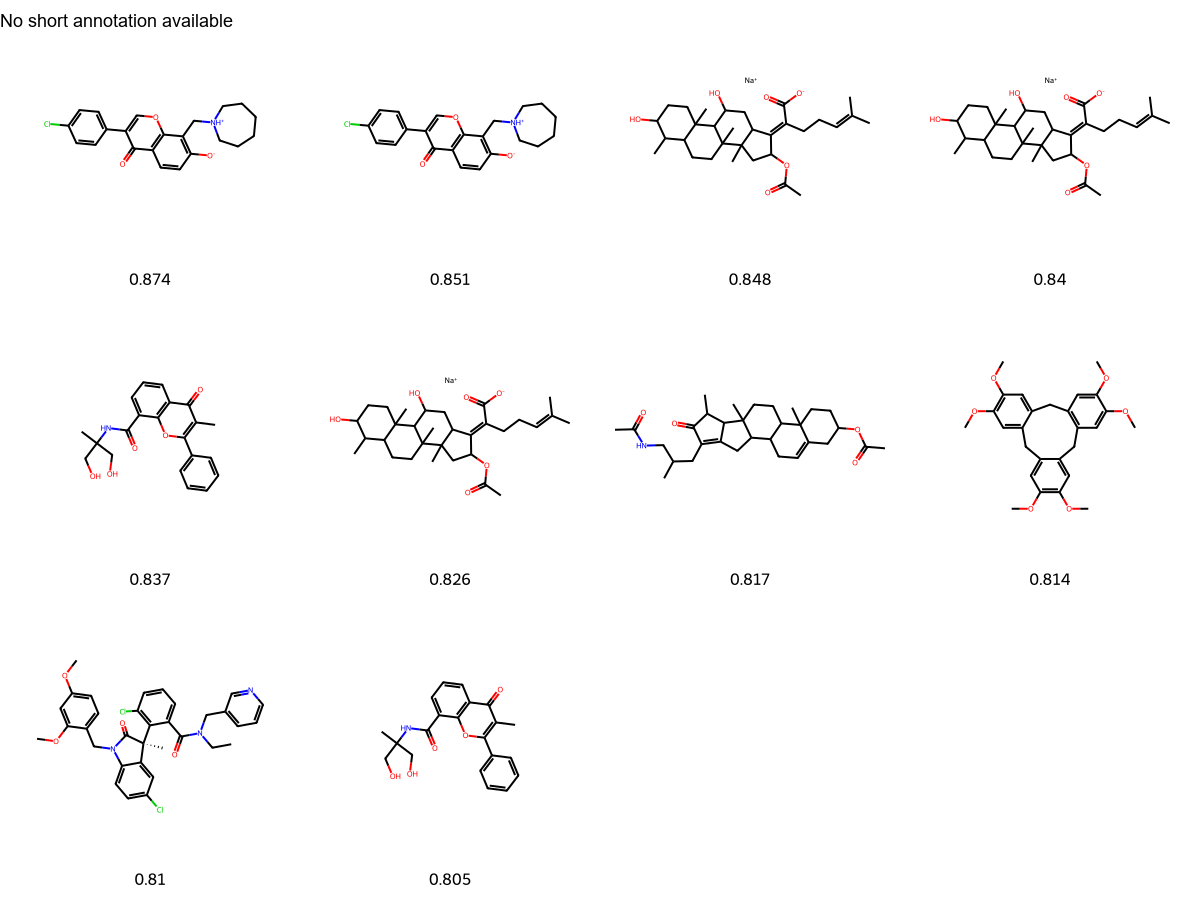 No short annotation available
Na⁺ Na⁺
Cl O NH⁺ O O⁻ Cl O NH⁺ O O⁻ HO HO O O⁻ O O HO HO O O⁻ O O
0.874 0.851 0.848 0.84
Na⁺
HN O O O OH OH HO HO O O⁻ O O O HN O O O O O O O O O
0.837 0.826 0.817 0.814
O O Cl O N O N N Cl HN O O O OH OH
0.81 0.805